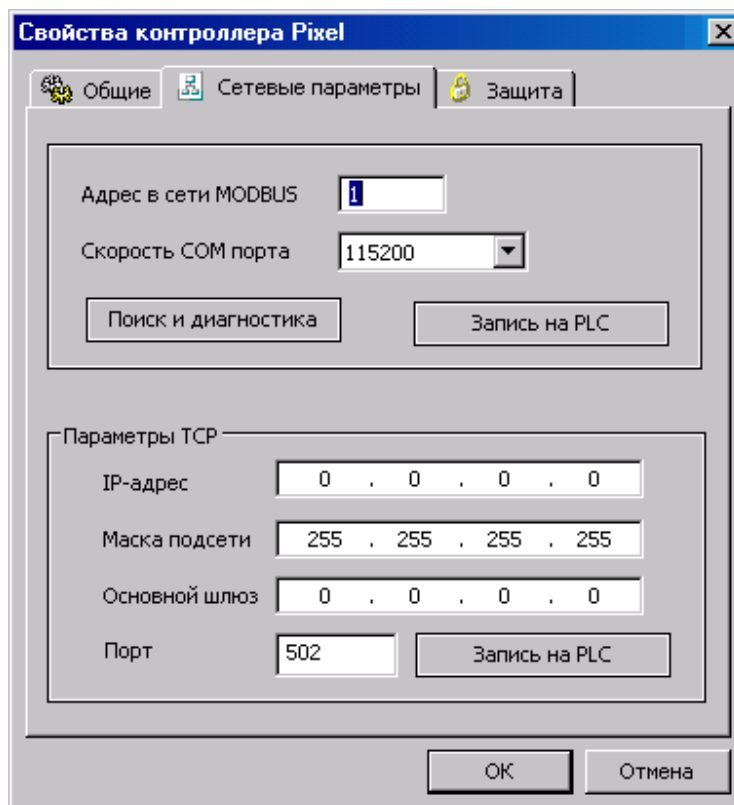 Свойства контроллера Pixel
Общие Сетевые параметры Защита
Адрес в сети MODBUS 1
Скорость COM порта 115200
Поиск и диагностика Запись на PLC
Параметры TCP
IP-адрес 0 . 0 . 0 . 0
Маска подсети 255 . 255 . 255 . 255
Основной шлюз 0 . 0 . 0 . 0
Порт 502 Запись на PLC
ОК Отмена